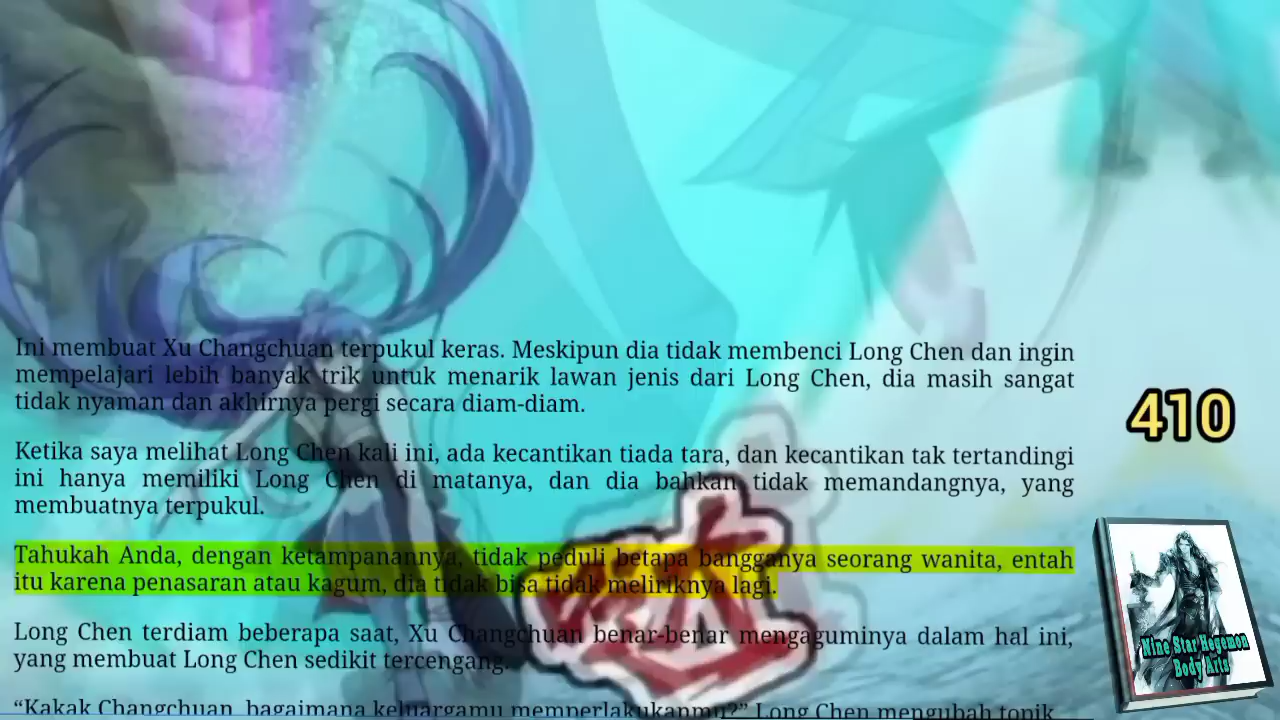 Ini membuat Xu Changchuan terpukul keras. Meskipun dia tidak membenci Long Chen dan ingin
mempelajari lebih banyak trik untuk menarik lawan jenis dari Long Chen, dia masih sangat
tidak nyaman dan akhirnya pergi secara diam-diam.
Ketika saya melihat Long Chen kali ini, ada kecantikan tiada tara, dan kecantikan tak tertandingi
ini hanya memiliki Long Chen di matanya, dan dia bahkan tidak memandangnya, yang
membuatnya terpukul.
Tahukah Anda, dengan ketampanannya, tidak peduli betapa bangganya seorang wanita, entah
itu karena penasaran atau kagum, dia tidak bisa tidak meliriknya lagi.
Long Chen terdiam beberapa saat, Xu Changchuan benar-benar mengaguminya dalam hal ini,
yang membuat Long Chen sedikit tercengang.
“Kakak Changchuan, bagaimana keluargamu memperlakukanmu?” Long Chen mengubah topik
410
Nine Star Hegemon
Body Arts